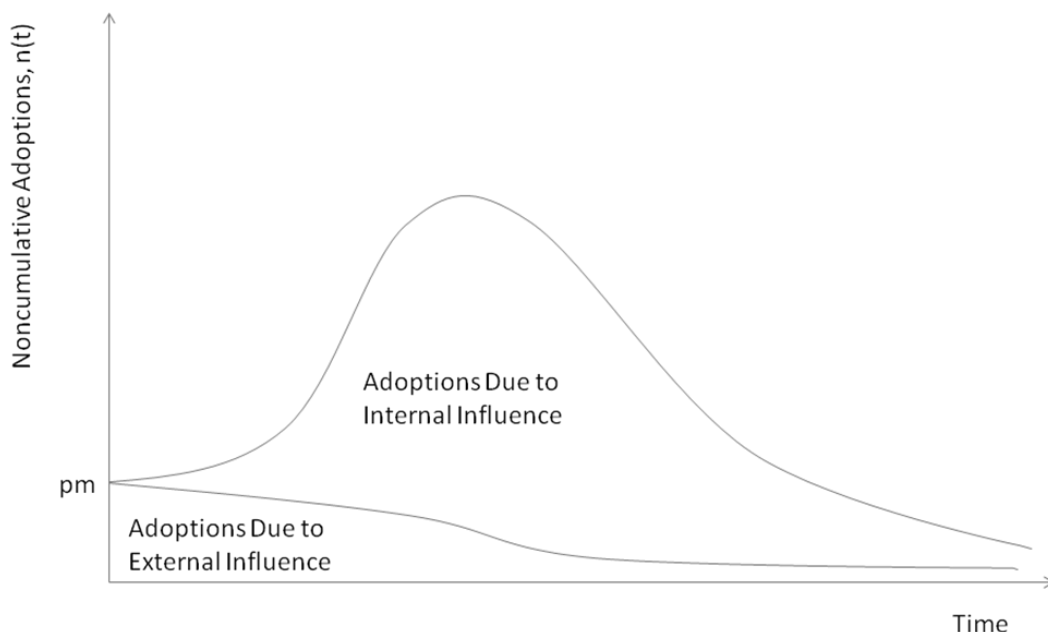 Noncumulative Adoptions, n(t)
Adoptions Due to
Internal Influence
pm
Adoptions Due to
External Influence
Time